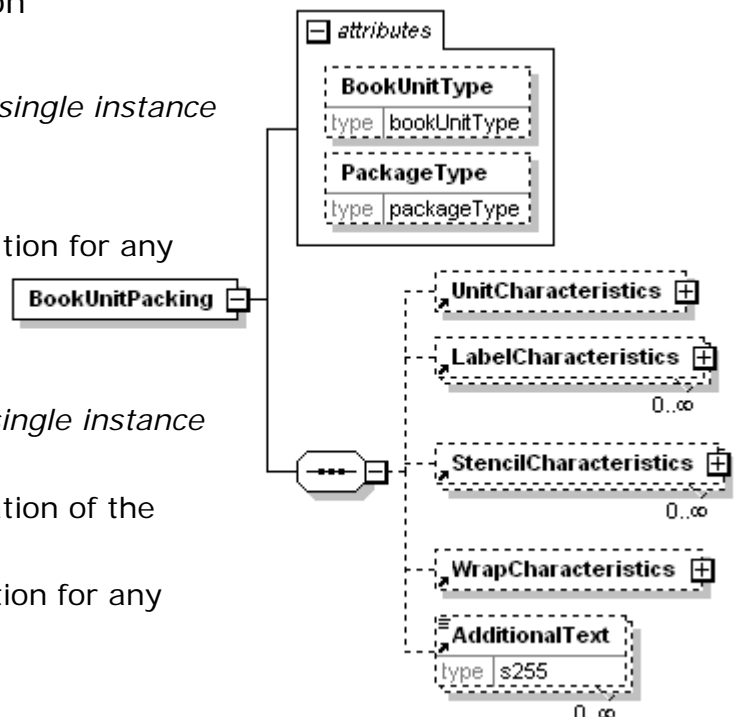 on
single instance
tion for any
single instance
ation of the
tion for any
attributes
BookUnitType
type bookUnitType
PackageType
type packageType
BookUnitPacking
UnitCharacteristics
LabelCharacteristics
0..∞
StencilCharacteristics
0..∞
WrapCharacteristics
AdditionalText
type s255
0..∞